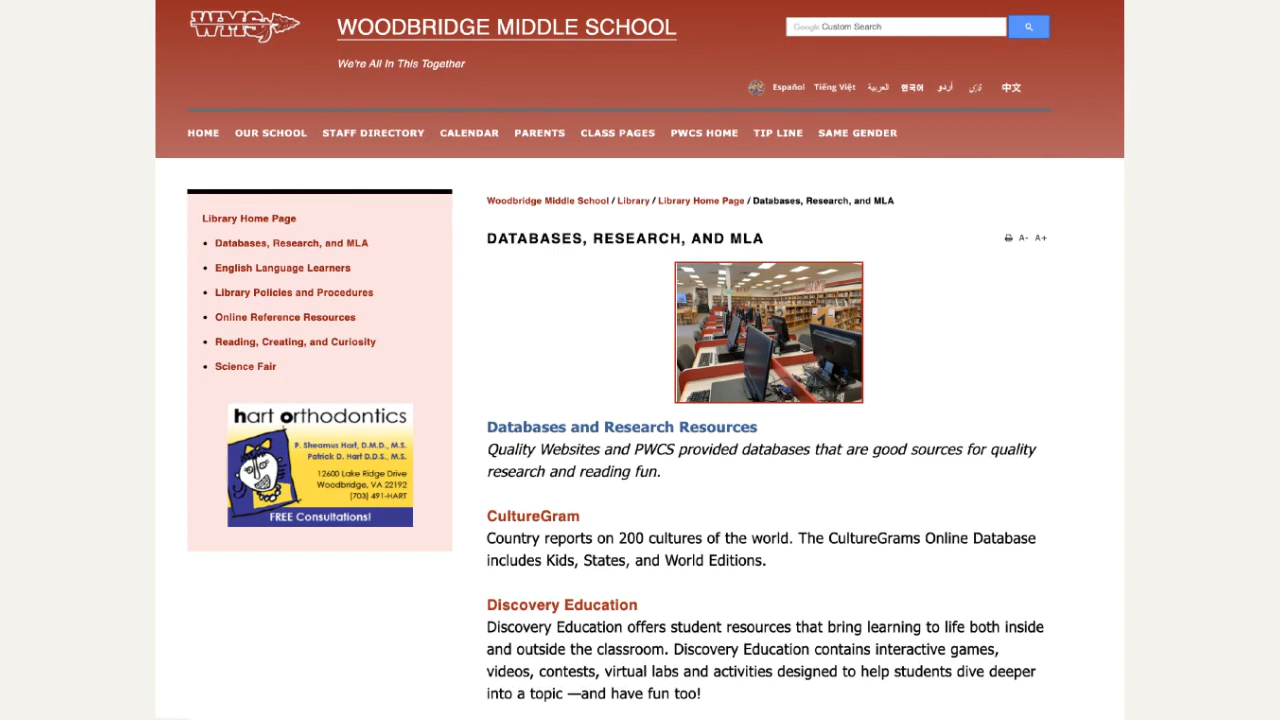 WMS
WOODBRIDGE MIDDLE SCHOOL
Google Custom Search
We're All In This Together
Español Tiếng Việt العربية 한국어 اُردو فارسی 中文
HOME OUR SCHOOL STAFF DIRECTORY CALENDAR PARENTS CLASS PAGES PWCS HOME TIP LINE SAME GENDER
Library Home Page
• Databases, Research, and MLA
• English Language Learners
• Library Policies and Procedures
• Online Reference Resources
• Reading, Creating, and Curiosity
• Science Fair
hart orthodontics
P. Sheamus Hart, D.M.D., M.S.
Patrick D. Hart D.D.S., M.S.
12600 Lake Ridge Drive
Woodbridge, VA 22192
(703) 491-HART
FREE Consultations!
Woodbridge Middle School / Library / Library Home Page / Databases, Research, and MLA
DATABASES, RESEARCH, AND MLA
A- A+
Databases and Research Resources
Quality Websites and PWCS provided databases that are good sources for quality
research and reading fun.
CultureGram
Country reports on 200 cultures of the world. The CultureGrams Online Database
includes Kids, States, and World Editions.
Discovery Education
Discovery Education offers student resources that bring learning to life both inside
and outside the classroom. Discovery Education contains interactive games,
videos, contests, virtual labs and activities designed to help students dive deeper
into a topic —and have fun too!